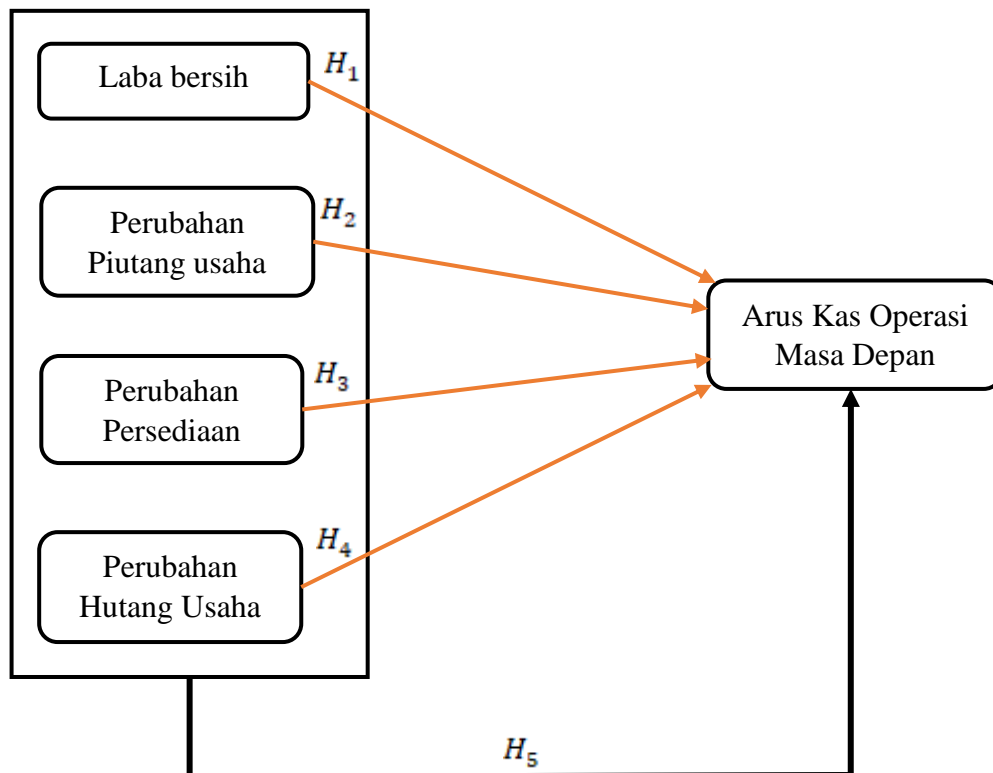 Laba bersih
H₁
Perubahan
Piutang usaha
H₂
Perubahan
Persediaan
H₃
Perubahan
Hutang Usaha
H₄
Arus Kas Operasi
Masa Depan
H₅